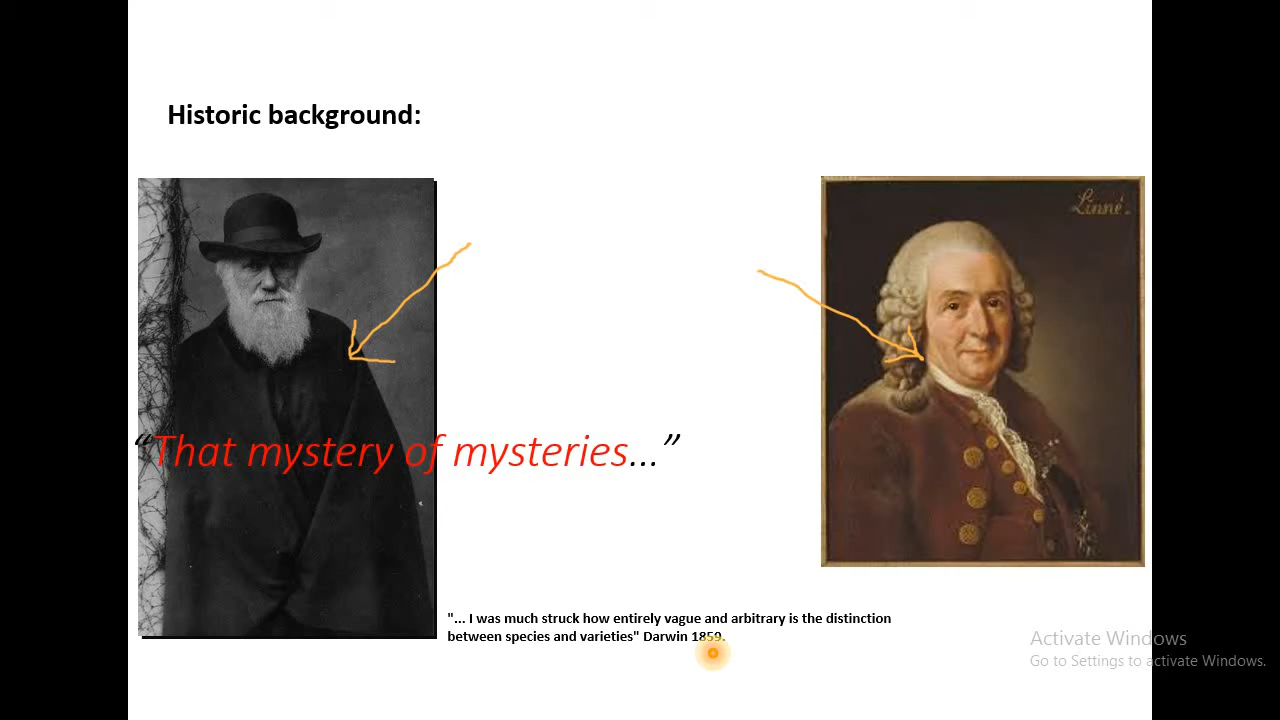 Historic background:
Linné.
“That mystery of mysteries...”
"... I was much struck how entirely vague and arbitrary is the distinction
between species and varieties" Darwin 1859.
Activate Windows
Go to Settings to activate Windows.